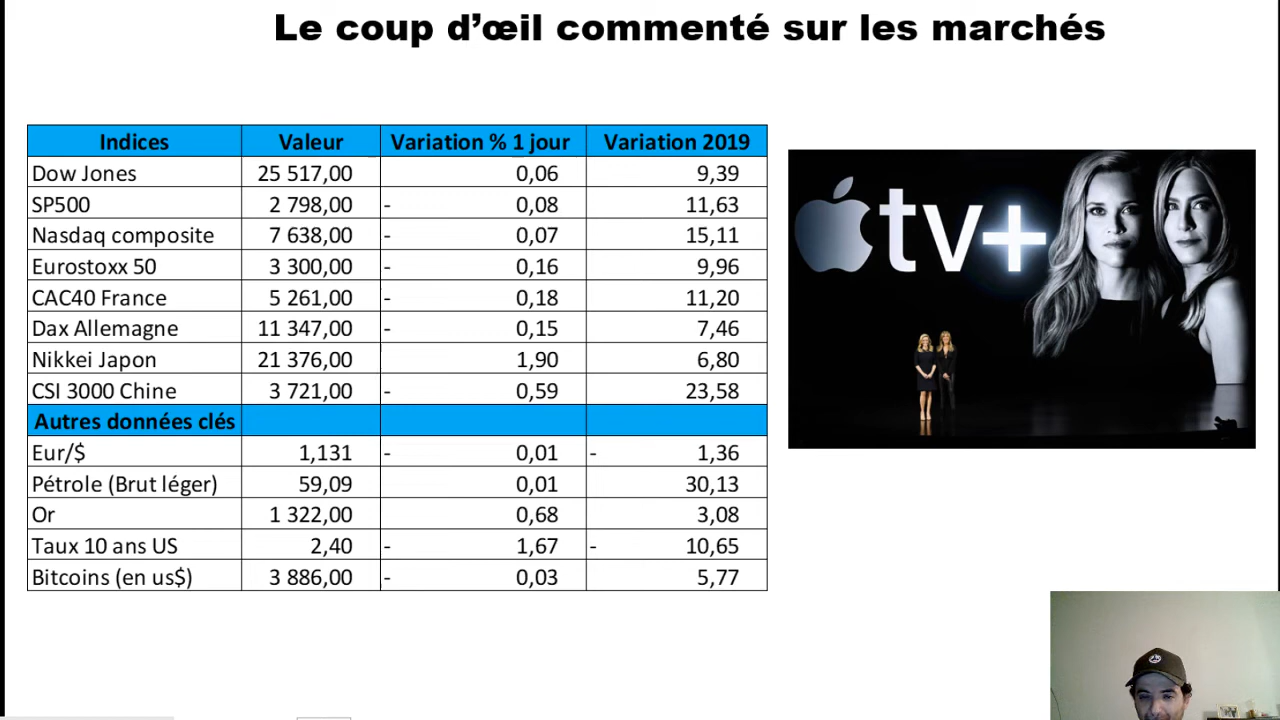 Le coup d’œil commenté sur les marchés
Indices Valeur Variation % 1 jour Variation 2019
Dow Jones 25 517,00 0,06 9,39
SP500 2 798,00 - 0,08 11,63
Nasdaq composite 7 638,00 - 0,07 15,11
Eurostoxx 50 3 300,00 - 0,16 9,96
CAC40 France 5 261,00 - 0,18 11,20
Dax Allemagne 11 347,00 - 0,15 7,46
Nikkei Japon 21 376,00 1,90 6,80
CSI 3000 Chine 3 721,00 - 0,59 23,58
Autres données clés
Eur/$ 1,131 - 0,01 - 1,36
Pétrole (Brut léger) 59,09 0,01 30,13
Or 1 322,00 0,68 3,08
Taux 10 ans US 2,40 - 1,67 - 10,65
Bitcoins (en us$) 3 886,00 - 0,03 5,77
tv+